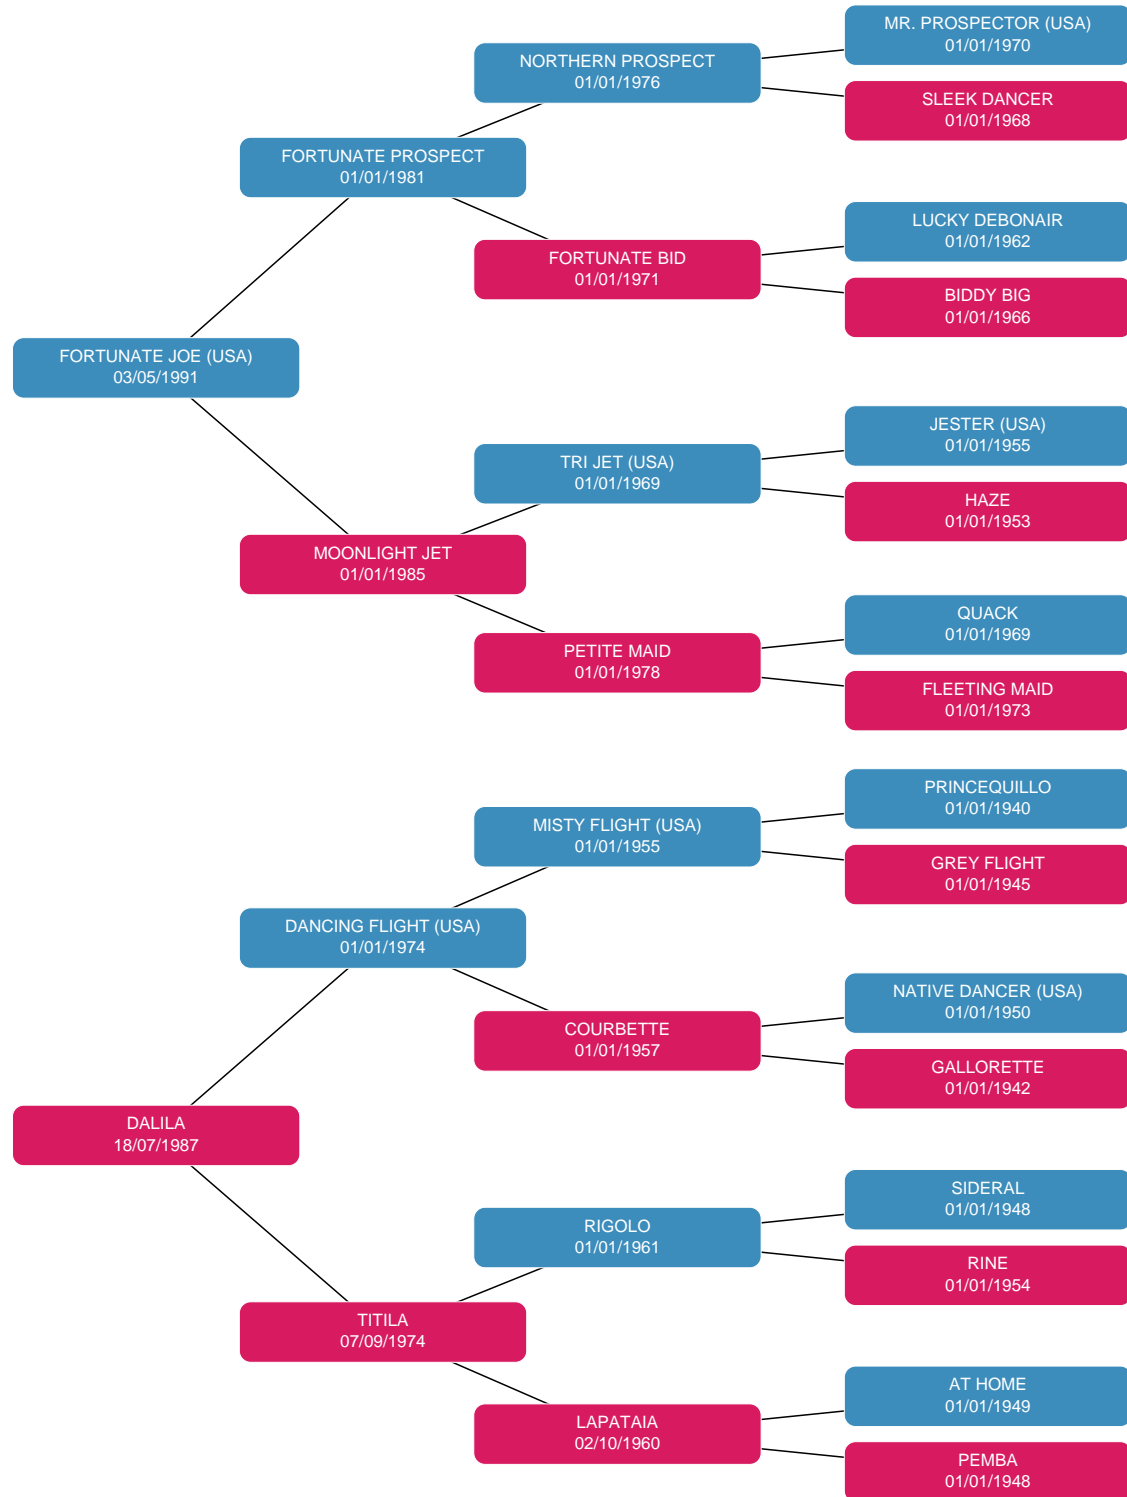 MR. PROSPECTOR (USA)
01/01/1970
NORTHERN PROSPECT
01/01/1976
SLEEK DANCER
01/01/1968
FORTUNATE PROSPECT
01/01/1981
LUCKY DEBONAIR
01/01/1962
FORTUNATE BID
01/01/1971
BIDDY BIG
01/01/1966
FORTUNATE JOE (USA)
03/05/1991
JESTER (USA)
01/01/1955
TRI JET (USA)
01/01/1969
HAZE
01/01/1953
MOONLIGHT JET
01/01/1985
QUACK
01/01/1969
PETITE MAID
01/01/1978
FLEETING MAID
01/01/1973
PRINCEQUILLO
01/01/1940
MISTY FLIGHT (USA)
01/01/1955
GREY FLIGHT
01/01/1945
DANCING FLIGHT (USA)
01/01/1974
NATIVE DANCER (USA)
01/01/1950
COURBETTE
01/01/1957
GALLORETTE
01/01/1942
DALILA
18/07/1987
SIDERAL
01/01/1948
RIGOLO
01/01/1961
RINE
01/01/1954
TITILA
07/09/1974
AT HOME
01/01/1949
LAPATAIA
02/10/1960
PEMBA
01/01/1948